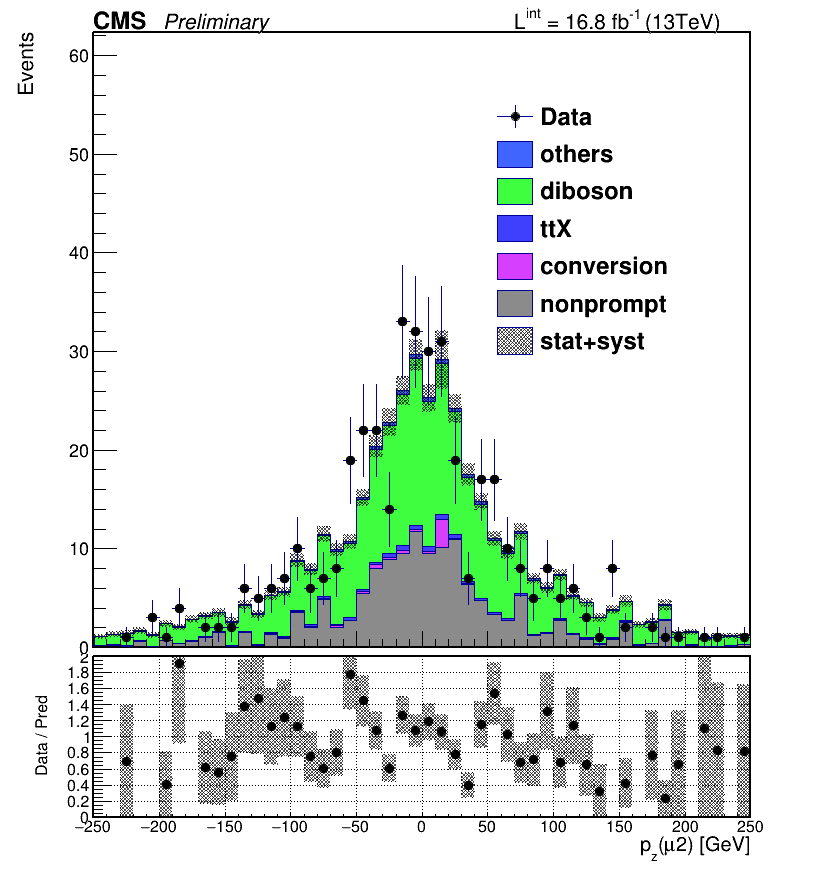 CMS Preliminary L^int = 16.8 fb^-1 (13TeV)
Events
60
50
40
30
20
10
0
Data
others
diboson
ttX
conversion
nonprompt
stat+syst
Data / Pred
2
1.8
1.6
1.4
1.2
1
0.8
0.6
0.4
0.2
0
−250 −200 −150 −100 −50 0 50 100 150 200 250
p_z(μ2) [GeV]